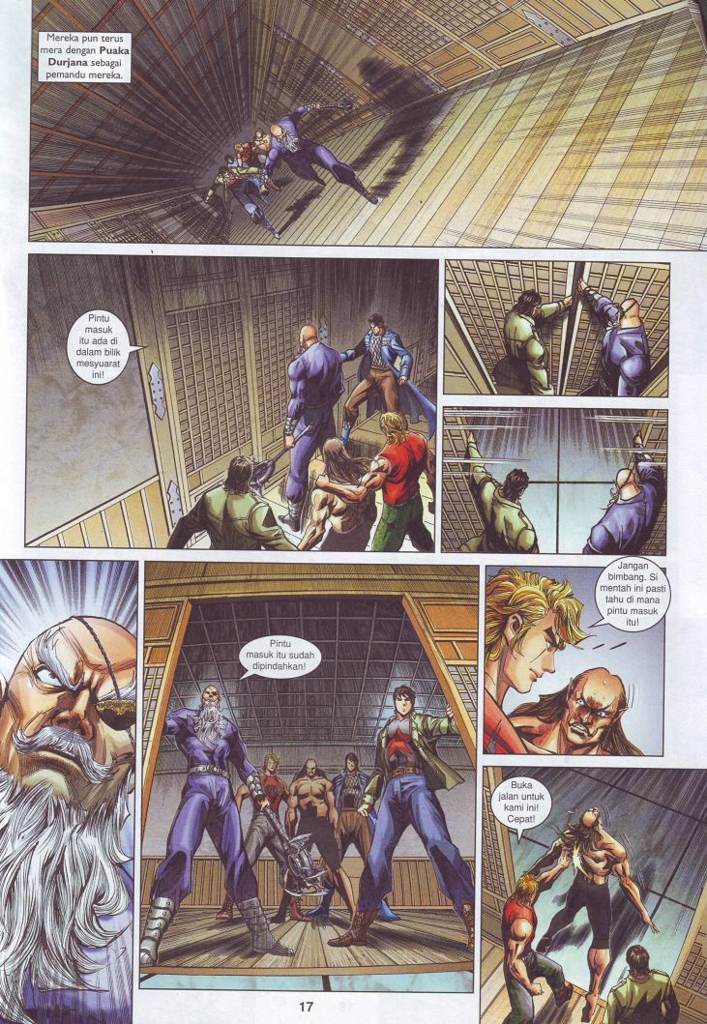 Mereka pun terus
mera dengan Puaka
Durjana sebagai
pemandu mereka.
Pintu
masuk
itu ada di
dalam bilik
mesyuarat
ini!
Pintu
masuk itu sudah
dipindahkan!
Jangan
bimbang. Si
mentah ini pasti
tahu di mana
pintu masuk
itu!
Buka
jalan untuk
kami ini!
Cepat!
17